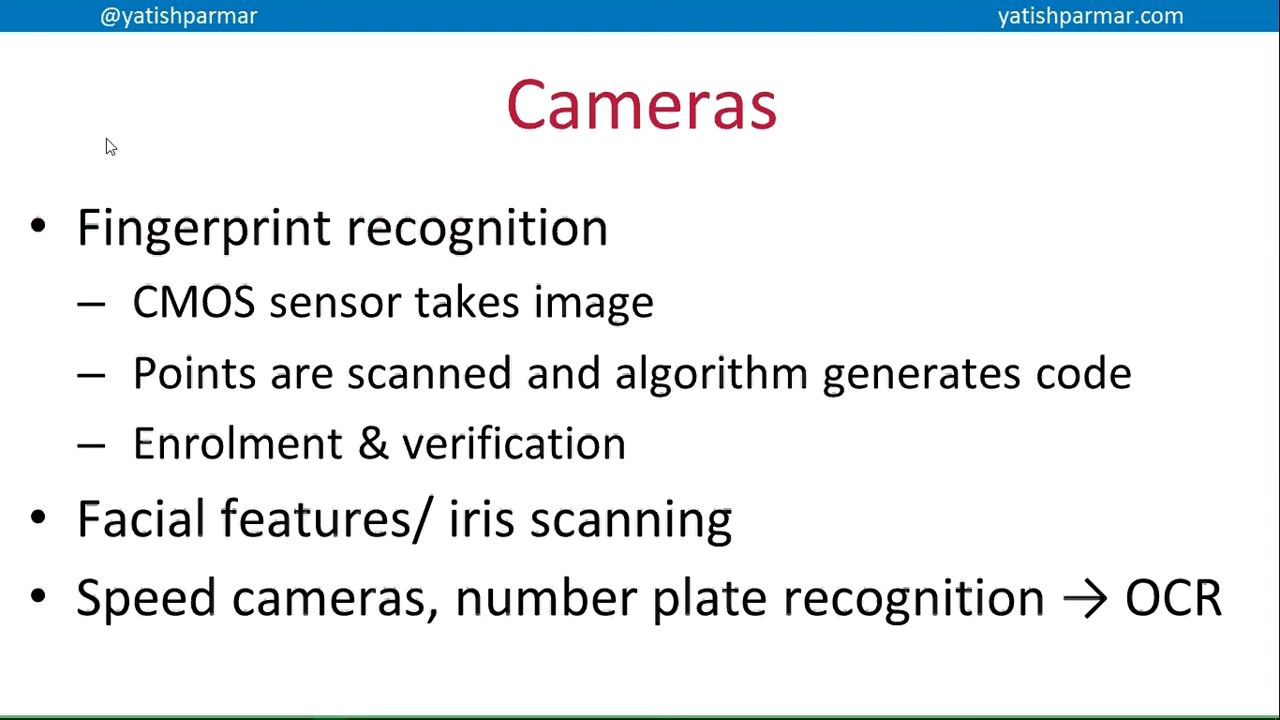 @yatishparmar
yatishparmar.com
Cameras
• Fingerprint recognition
– CMOS sensor takes image
– Points are scanned and algorithm generates code
– Enrolment & verification
• Facial features/ iris scanning
• Speed cameras, number plate recognition → OCR